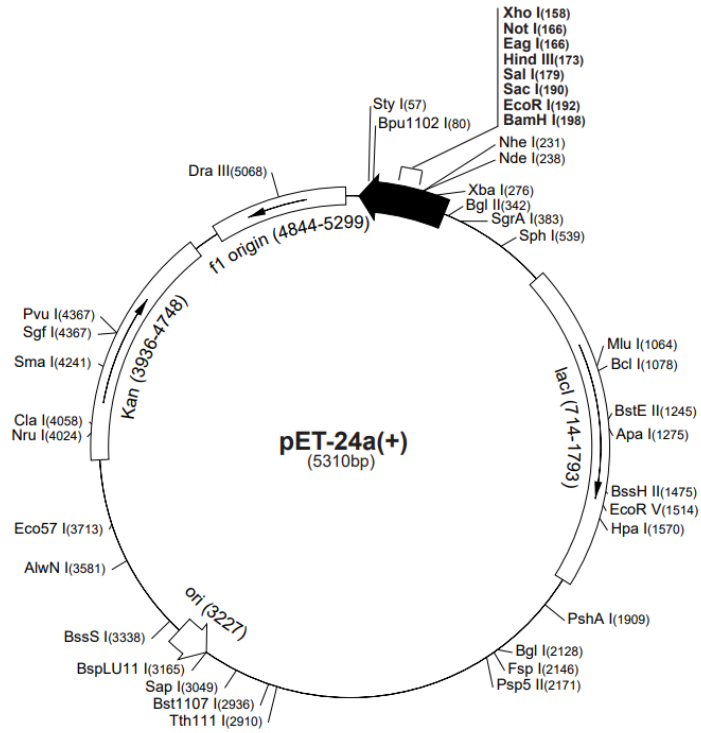 Xho I(158)
Not I(166)
Eag I(166)
Hind III(173)
Sal I(179)
Sac I(190)
EcoR I(192)
BamH I(198)
Sty I(57)
Bpu1102 I(80)
Nhe I(231)
Nde I(238)
Xba I(276)
Bgl II(342)
SgrA I(383)
Sph I(539)
Dra III(5068)
f1 origin (4844-5299)
Pvu I(4367)
Sgf I(4367)
Sma I(4241)
Kan (3936-4748)
Cla I(4058)
Nru I(4024)
Mlu I(1064)
Bcl I(1078)
BstE II(1245)
Apa I(1275)
lacI (714-1793)
BssH II(1475)
EcoR V(1514)
Hpa I(1570)
pET-24a(+)
(5310bp)
Eco57 I(3713)
AlwN I(3581)
ori (3227)
BssS I(3338)
BspLU11 I(3165)
Sap I(3049)
Bst1107 I(2936)
Tth111 I(2910)
PshA I(1909)
Bgl I(2128)
Fsp I(2146)
Psp5 II(2171)